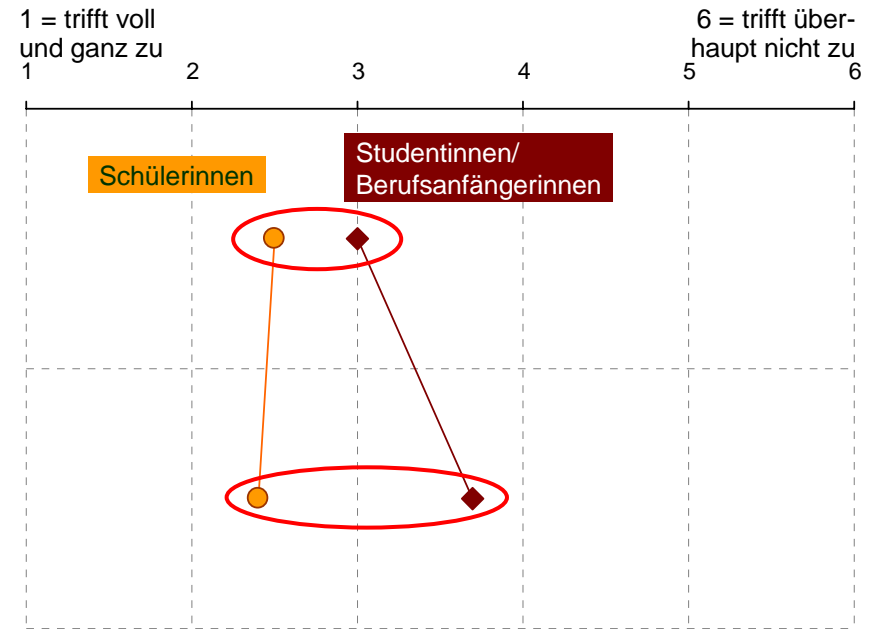 1 = trifft voll
und ganz zu
6 = trifft über-
haupt nicht zu
1 2 3 4 5 6
Schülerinnen
Studentinnen/
Berufsanfängerinnen